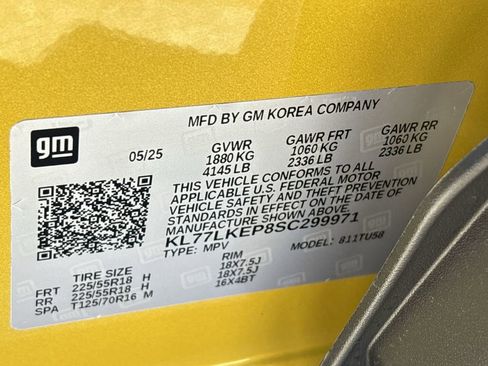 gm
MFD BY GM KOREA COMPANY
05/25
GVWR GAWR FRT GAWR RR
1880 KG 1060 KG 1060 KG
4145 LB 2336 LB 2336 LB
THIS VEHICLE CONFORMS TO ALL
APPLICABLE U.S. FEDERAL MOTOR
VEHICLE SAFETY AND THEFT PREVENTION
STANDARDS IN EFFECT ON THE DATE OF
MANUFACTURE SHOWN ABOVE.
KL77LKEP8SC299971
TYPE: MPV MODEL: 811TU58
TIRE SIZE RIM
FRT 225/55R18 H 18X7.5J
RR 225/55R18 H 18X7.5J
SPA T125/70R16 M 16X4BT